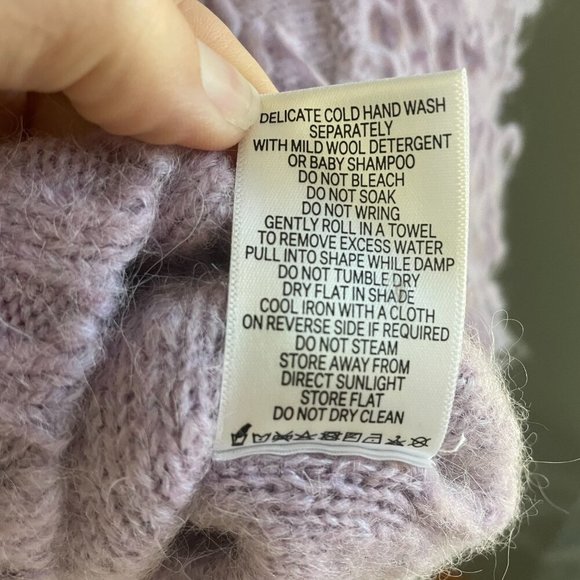 DELICATE COLD HAND WASH
SEPARATELY
WITH MILD WOOL DETERGENT
OR BABY SHAMPOO
DO NOT BLEACH
DO NOT SOAK
DO NOT WRING
GENTLY ROLL IN A TOWEL
TO REMOVE EXCESS WATER
PULL INTO SHAPE WHILE DAMP
DO NOT TUMBLE DRY
DRY FLAT IN SHADE
COOL IRON WITH A CLOTH
ON REVERSE SIDE IF REQUIRED
DO NOT STEAM
STORE AWAY FROM
DIRECT SUNLIGHT
STORE FLAT
DO NOT DRY CLEAN